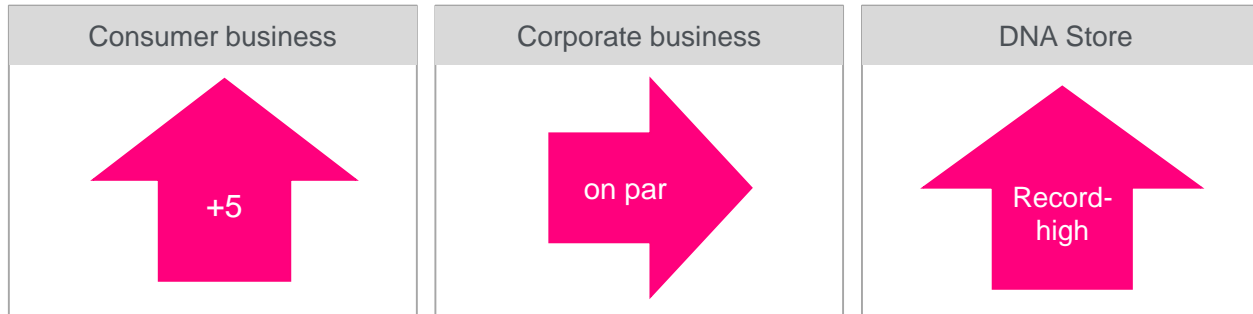 Consumer business
+5
Corporate business
on par
DNA Store
Record-
high